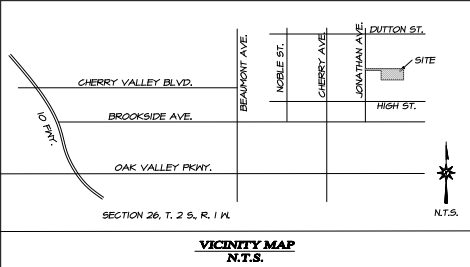 DUTTON ST.
BEAUMONT AVE.
NOBLE ST.
CHERRY AVE.
JONATHAN AVE.
SITE
CHERRY VALLEY BLVD.
HIGH ST.
10 FWY.
BROOKSIDE AVE.
OAK VALLEY PKWY.
SECTION 26, T. 2 S., R. 1 W.
N.T.S.
VICINITY MAP
N.T.S.